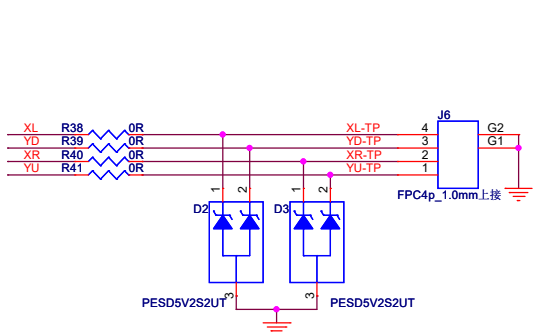 J6
XL R38 0R XL-TP 4 G2
YD R39 0R YD-TP 3 G1
XR R40 0R XR-TP 2
YU R41 0R YU-TP 1
FPC4p_1.0mm上接
1 2 1 2
D2 D3
3 3
PESD5V2S2UT PESD5V2S2UT